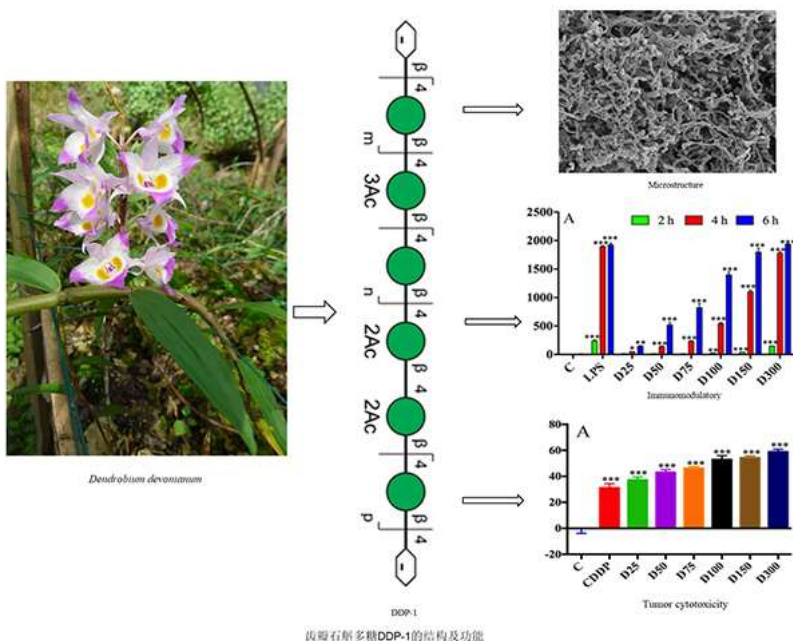 Dendrobium devonianum
β
4
m
β
4
3Ac
β
4
n
β
4
2Ac
β
4
2Ac
β
4
p
β
4
DDP-1
Microstructure
A
2 h
4 h
6 h
2500
2000
1500
1000
500
0
***
*** ***
* **
*** ***
*** ***
** *** ***
*** *** ***
*** *** ***
C LPS D25 D50 D75 D100 D150 D300
Immunomodulatory
A
80
60
40
20
0
-20
*** *** *** *** *** *** ***
C CDDP D25 D50 D75 D100 D150 D300
Tumor cytotoxicity
齿瓣石斛多糖DDP-1的结构及功能